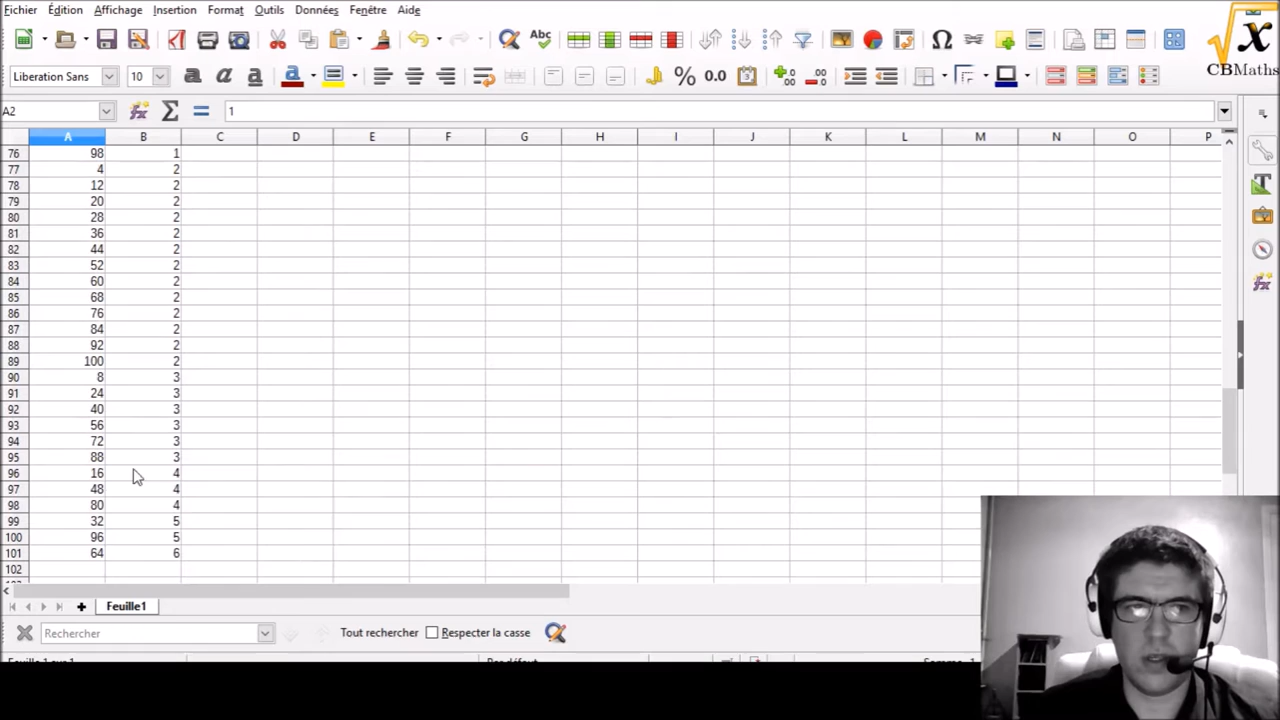 Fichier Édition Affichage Insertion Format Outils Données Fenêtre Aide
CBMaths
Liberation Sans 10
A2 1
A B C D E F G H I J K L M N O P
76 98 1
77 4 2
78 12 2
79 20 2
80 28 2
81 36 2
82 44 2
83 52 2
84 60 2
85 68 2
86 76 2
87 84 2
88 92 2
89 100 2
90 8 3
91 24 3
92 40 3
93 56 3
94 72 3
95 88 3
96 16 4
97 48 4
98 80 4
99 32 5
100 96 5
101 64 6
102
Feuille1
Rechercher Tout rechercher Respecter la casse